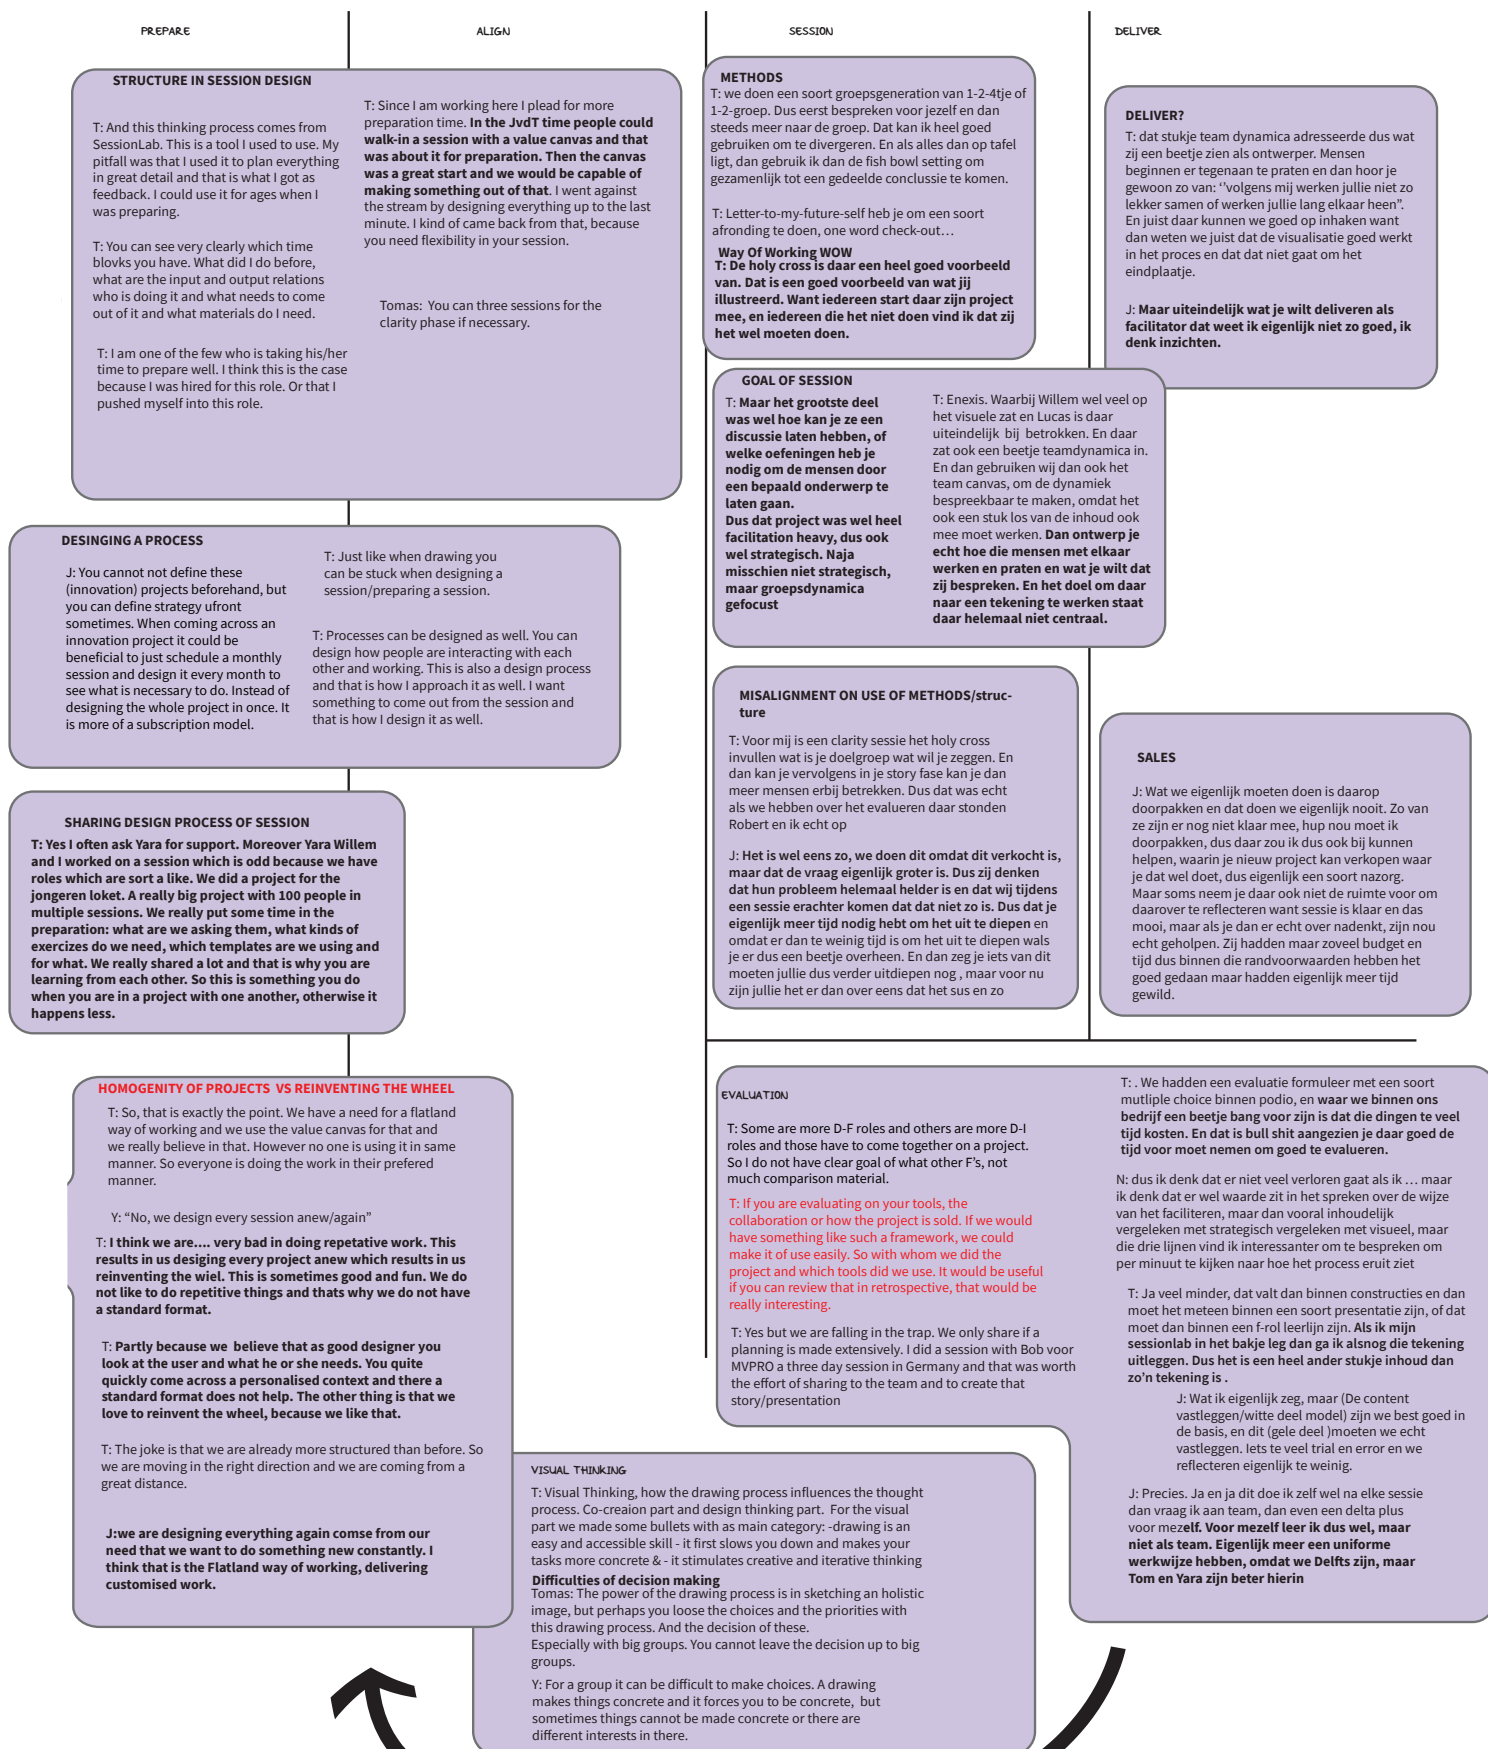 PREPARE
ALIGN
SESSION
DELIVER
STRUCTURE IN SESSION DESIGN
T: And this thinking process comes from
SessionLab. This is a tool I used to use. My
pitfall was that I used it to plan everything
in great detail and that is what I got as
feedback. I could use it for ages when I
was preparing.
T: You can see very clearly which time
blovks you have. What did I do before,
what are the input and output relations
who is doing it and what needs to come
out of it and what materials do I need.
T: I am one of the few who is taking his/her
time to prepare well. I think this is the case
because I was hired for this role. Or that I
pushed myself into this role.
T: Since I am working here I plead for more
preparation time. In the JvdT time people could
walk-in a session with a value canvas and that
was about it for preparation. Then the canvas
was a great start and we would be capable of
making something out of that. I went against
the stream by designing everything up to the last
minute. I kind of came back from that, because
you need flexibility in your session.
Tomas:  You can three sessions for the
clarity phase if necessary.
METHODS
T: we doen een soort groepsgeneration van 1-2-4tje of
1-2-groep. Dus eerst bespreken voor jezelf en dan
steeds meer naar de groep. Dat kan ik heel goed
gebruiken om te divergeren. En als alles dan op tafel
ligt, dan gebruik ik dan de fish bowl setting om
gezamenlijk tot een gedeelde conclussie te komen.
T: Letter-to-my-future-self heb je om een soort
afronding te doen, one word check-out…
Way Of Working WOW
T: De holy cross is daar een heel goed voorbeeld
van. Dat is een goed voorbeeld van wat jij
illustreerd. Want iedereen start daar zijn project
mee, en iedereen die het niet doen vind ik dat zij
het wel moeten doen.
DELIVER?
T: dat stukje team dynamica adresseerde dus wat
zij een beetje zien als ontwerper. Mensen
beginnen er tegenaan te praten en dan hoor je
gewoon zo van: ‘’volgens mij werken jullie niet zo
lekker samen of werken jullie lang elkaar heen”.
En juist daar kunnen we goed op inhaken want
dan weten we juist dat de visualisatie goed werkt
in het proces en dat dat niet gaat om het
eindplaatje.
J: Maar uiteindelijk wat je wilt deliveren als
facilitator dat weet ik eigenlijk niet zo goed, ik
denk inzichten.
GOAL OF SESSION
T: Maar het grootste deel
was wel hoe kan je ze een
discussie laten hebben, of
welke oefeningen heb je
nodig om de mensen door
een bepaald onderwerp te
laten gaan.
Dus dat project was wel heel
facilitation heavy, dus ook
wel strategisch. Naja
misschien niet strategisch,
maar groepsdynamica
gefocust
T: Enexis. Waarbij Willem wel veel op
het visuele zat en Lucas is daar
uiteindelijk  bij  betrokken. En daar
zat ook een beetje teamdynamica in.
En dan gebruiken wij dan ook het
team canvas, om de dynamiek
bespreekbaar te maken, omdat het
ook een stuk los van de inhoud ook
mee moet werken. Dan ontwerp je
echt hoe die mensen met elkaar
werken en praten en wat je wilt dat
zij bespreken. En het doel om daar
naar een tekening te werken staat
daar helemaal niet centraal.
DESINGING A PROCESS
J: You cannot not define these
(innovation) projects beforehand, but
you can define strategy ufront
sometimes. When coming across an
innovation project it could be
beneficial to just schedule a monthly
session and design it every month to
see what is necessary to do. Instead of
designing the whole project in once. It
is more of a subscription model.
T: Just like when drawing you
can be stuck when designing a
session/preparing a session.
T: Processes can be designed as well. You can
design how people are interacting with each
other and working. This is also a design process
and that is how I approach it as well. I want
something to come out from the session and
that is how I design it as well.
MISALIGNMENT ON USE OF METHODS/struc-
ture
T: Voor mij is een clarity sessie het holy cross
invullen wat is je doelgroep wat wil je zeggen. En
dan kan je vervolgens in je story fase kan je dan
meer mensen erbij betrekken. Dus dat was echt
als we hebben over het evalueren daar stonden
Robert en ik echt op
J: Het is wel eens zo, we doen dit omdat dit verkocht is,
maar dat de vraag eigenlijk groter is. Dus zij denken
dat hun probleem helemaal helder is en dat wij tijdens
een sessie erachter komen dat dat niet zo is. Dus dat je
eigenlijk meer tijd nodig hebt om het uit te diepen en
omdat er dan te weinig tijd is om het uit te diepen wals
je er dus een beetje overheen. En dan zeg je iets van dit
moeten jullie dus verder uitdiepen nog , maar voor nu
zijn jullie het er dan over eens dat het sus en zo
SALES
J: Wat we eigenlijk moeten doen is daarop
doorpakken en dat doen we eigenlijk nooit. Zo van
ze zijn er nog niet klaar mee, hup nou moet ik
doorpakken, dus daar zou ik dus ook bij kunnen
helpen, waarin je nieuw project kan verkopen waar
je dat wel doet, dus eigenlijk een soort nazorg.
Maar soms neem je daar ook niet de ruimte voor om
daarover te reflecteren want sessie is klaar en das
mooi, maar als je dan er echt over nadenkt, zijn nou
echt geholpen. Zij hadden maar zoveel budget en
tijd dus binnen die randvoorwaarden hebben het
goed gedaan maar hadden eigenlijk meer tijd
gewild.
SHARING DESIGN PROCESS OF SESSION
T: Yes I often ask Yara for support. Moreover Yara Willem
and I worked on a session which is odd because we have
roles which are sort a like. We did a project for the
jongeren loket. A really big project with 100 people in
multiple sessions. We really put some time in the
preparation: what are we asking them, what kinds of
exercizes do we need, which templates are we using and
for what. We really shared a lot and that is why you are
learning from each other. So this is something you do
when you are in a project with one another, otherwise it
happens less.
HOMOGENITY OF PROJECTS  VS REINVENTING THE WHEEL
T: So, that is exactly the point. We have a need for a flatland
way of working and we use the value canvas for that and
we really believe in that. However no one is using it in same
manner. So everyone is doing the work in their prefered
manner.
Y: “No, we design every session anew/again”
T: I think we are…. very bad in doing repetative work. This
results in us desiging every project anew which results in us
reinventing the wiel. This is sometimes good and fun. We do
not like to do repetitive things and thats why we do not have
a standard format.
T: Partly because we  believe that as good designer you
look at the user and what he or she needs. You quite
quickly come across a personalised context and there a
standard format does not help. The other thing is that we
love to reinvent the wheel, because we like that.
T: The joke is that we are already more structured than before. So
we are moving in the right direction and we are coming from a
great distance.
J:we are designing everything again comse from our
need that we want to do something new constantly. I
think that is the Flatland way of working, delivering
customised work.
EVALUATION
T: Some are more D-F roles and others are more D-I
roles and those have to come together on a project.
So I do not have clear goal of what other F's, not
much comparison material.
T: If you are evaluating on your tools, the
collaboration or how the project is sold. If we would
have something like such a framework, we could
make it of use easily. So with whom we did the
project and which tools did we use. It would be useful
if you can review that in retrospective, that would be
really interesting.
T: Yes but we are falling in the trap. We only share if a
planning is made extensively. I did a session with Bob voor
MVPRO a three day session in Germany and that was worth
the effort of sharing to the team and to create that
story/presentation
T: . We hadden een evaluatie formuleer met een soort
mutliple choice binnen podio, en waar we binnen ons
bedrijf een beetje bang voor zijn is dat die dingen te veel
tijd kosten. En dat is bull shit aangezien je daar goed de
tijd voor moet nemen om goed te evalueren.
N: dus ik denk dat er niet veel verloren gaat als ik … maar
ik denk dat er wel waarde zit in het spreken over de wijze
van het faciliteren, maar dan vooral inhoudelijk
vergeleken met strategisch vergeleken met visueel, maar
die drie lijnen vind ik interessanter om te bespreken om
per minuut te kijken naar hoe het process eruit ziet
T: Ja veel minder, dat valt dan binnen constructies en dan
moet het meteen binnen een soort presentatie zijn, of dat
moet dan binnen een f-rol leerlijn zijn. Als ik mijn
sessionlab in het bakje leg dan ga ik alsnog die tekening
uitleggen. Dus het is een heel ander stukje inhoud dan
zo’n tekening is .
J: Wat ik eigenlijk zeg, maar (De content
vastleggen/witte deel model) zijn we best goed in
de basis, en dit (gele deel )moeten we echt
vastleggen. Iets te veel trial en error en we
reflecteren eigenlijk te weinig.
J: Precies. Ja en ja dit doe ik zelf wel na elke sessie
dan vraag ik aan team, dan even een delta plus
voor mezelf. Voor mezelf leer ik dus wel, maar
niet als team. Eigenlijk meer een uniforme
werkwijze hebben, omdat we Delfts zijn, maar
Tom en Yara zijn beter hierin
VISUAL THINKING
T: Visual Thinking, how the drawing process influences the thought
process. Co-creaion part and design thinking part.  For the visual
part we made some bullets with as main category: -drawing is an
easy and accessible skill - it first slows you down and makes your
tasks more concrete & - it stimulates creative and iterative thinking
Difficulties of decision making
Tomas: The power of the drawing process is in sketching an holistic
image, but perhaps you loose the choices and the priorities with
this drawing process. And the decision of these.
Especially with big groups. You cannot leave the decision up to big
groups.
Y: For a group it can be difficult to make choices. A drawing
makes things concrete and it forces you to be concrete,  but
sometimes things cannot be made concrete or there are
different interests in there.